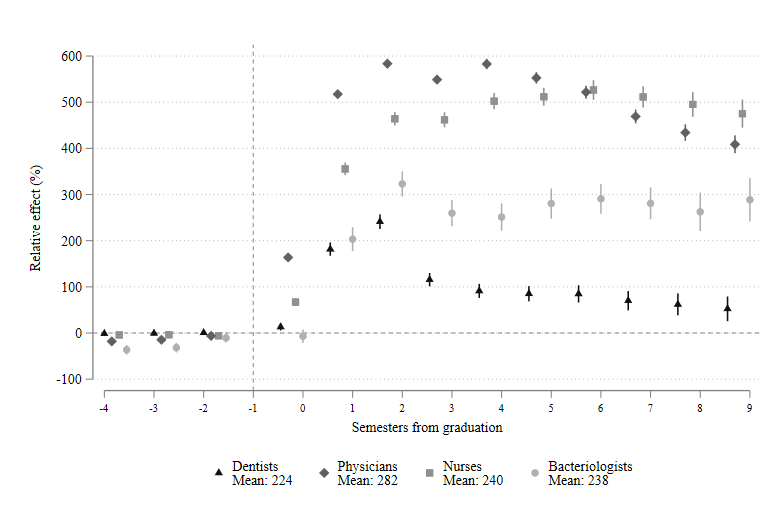 Relative effect (%)
600
500
400
300
200
100
0
-100
-4 -3 -2 -1 0 1 2 3 4 5 6 7 8 9
Semesters from graduation
Dentists Physicians Nurses Bacteriologists
Mean: 224 Mean: 282 Mean: 240 Mean: 238